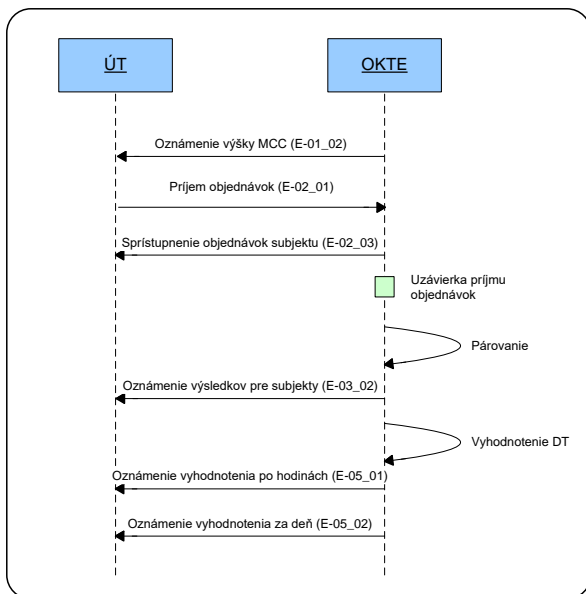 ÚT
OKTE
Oznámenie výšky MCC (E-01_02)
Príjem objednávok (E-02_01)
Sprístupnenie objednávok subjektu (E-02_03)
Uzávierka príjmu
objednávok
Párovanie
Oznámenie výsledkov pre subjekty (E-03_02)
Vyhodnotenie DT
Oznámenie vyhodnotenia po hodinách (E-05_01)
Oznámenie vyhodnotenia za deň (E-05_02)